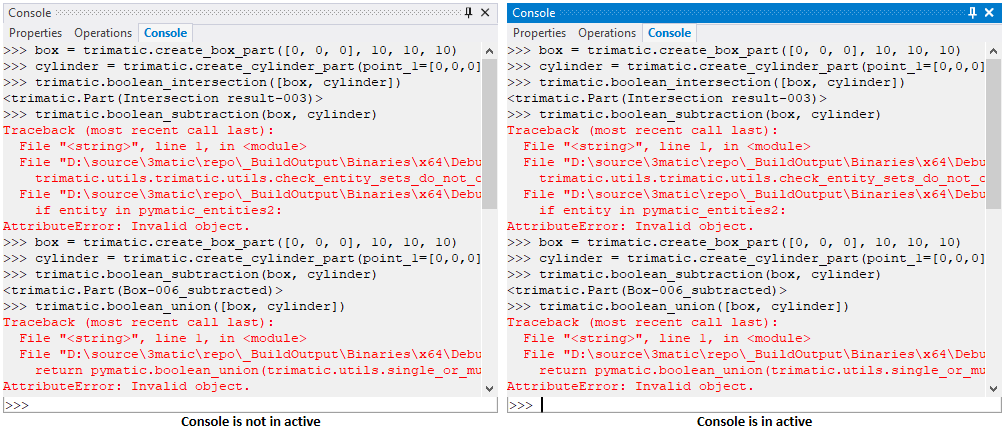 Console
Properties Operations Console
>>> box = trimatic.create_box_part([0, 0, 0], 10, 10, 10)
>>> cylinder = trimatic.create_cylinder_part(point_1=[0,0,0]
>>> trimatic.boolean_intersection([box, cylinder])
<trimatic.Part(Intersection result-003)>
>>> trimatic.boolean_subtraction(box, cylinder)
Traceback (most recent call last):
File "<string>", line 1, in <module>
File "D:\source\3matic\repo\_BuildOutput\Binaries\x64\Debu
trimatic.utils.trimatic.utils.check_entity_sets_do_not_o
File "D:\source\3matic\repo\_BuildOutput\Binaries\x64\Debu
if entity in pymatic_entities2:
AttributeError: Invalid object.
>>> box = trimatic.create_box_part([0, 0, 0], 10, 10, 10)
>>> cylinder = trimatic.create_cylinder_part(point_1=[0,0,0]
>>> trimatic.boolean_subtraction(box, cylinder)
<trimatic.Part(Box-006_subtracted)>
>>> trimatic.boolean_union([box, cylinder])
Traceback (most recent call last):
File "<string>", line 1, in <module>
File "D:\source\3matic\repo\_BuildOutput\Binaries\x64\Debu
return pymatic.boolean_union(trimatic.utils.single_or_mu
AttributeError: Invalid object.
>>>
Console is not in active
Console
Properties Operations Console
>>> box = trimatic.create_box_part([0, 0, 0], 10, 10, 10)
>>> cylinder = trimatic.create_cylinder_part(point_1=[0,0,0]
>>> trimatic.boolean_intersection([box, cylinder])
<trimatic.Part(Intersection result-003)>
>>> trimatic.boolean_subtraction(box, cylinder)
Traceback (most recent call last):
File "<string>", line 1, in <module>
File "D:\source\3matic\repo\_BuildOutput\Binaries\x64\Debu
trimatic.utils.trimatic.utils.check_entity_sets_do_not_o
File "D:\source\3matic\repo\_BuildOutput\Binaries\x64\Debu
if entity in pymatic_entities2:
AttributeError: Invalid object.
>>> box = trimatic.create_box_part([0, 0, 0], 10, 10, 10)
>>> cylinder = trimatic.create_cylinder_part(point_1=[0,0,0]
>>> trimatic.boolean_subtraction(box, cylinder)
<trimatic.Part(Box-006_subtracted)>
>>> trimatic.boolean_union([box, cylinder])
Traceback (most recent call last):
File "<string>", line 1, in <module>
File "D:\source\3matic\repo\_BuildOutput\Binaries\x64\Debu
return pymatic.boolean_union(trimatic.utils.single_or_mu
AttributeError: Invalid object.
>>>
Console is in active